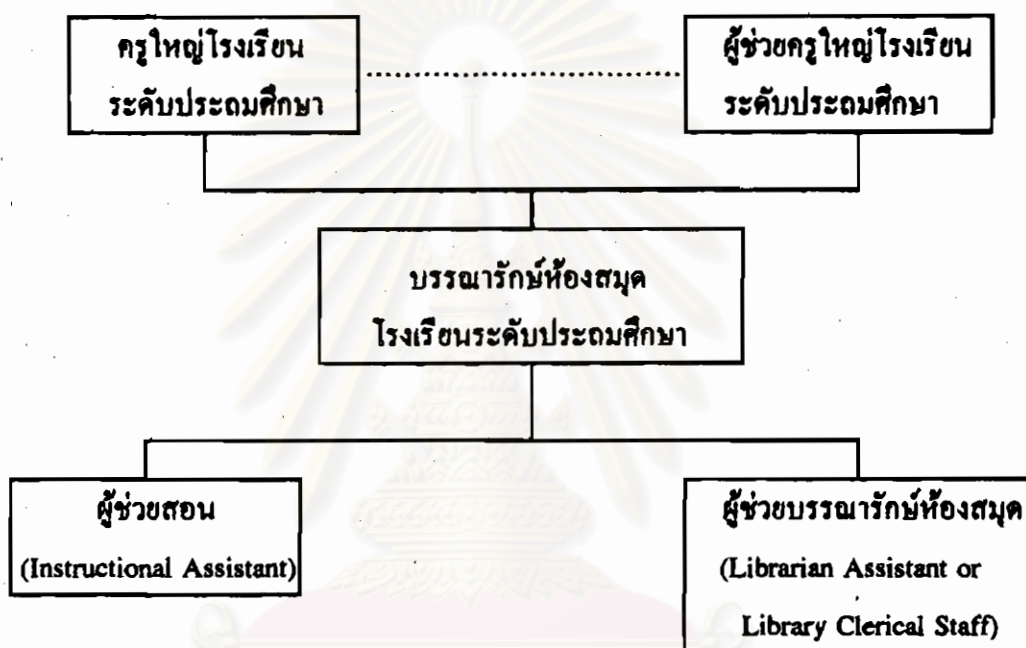 ครูใหญ่โรงเรียน
ระดับประถมศึกษา
ผู้ช่วยครูใหญ่โรงเรียน
ระดับประถมศึกษา
บรรณารักษ์ห้องสมุด
โรงเรียนระดับประถมศึกษา
ผู้ช่วยสอน
(Instructional Assistant)
ผู้ช่วยบรรณารักษ์ห้องสมุด
(Librarian Assistant or
Library Clerical Staff)